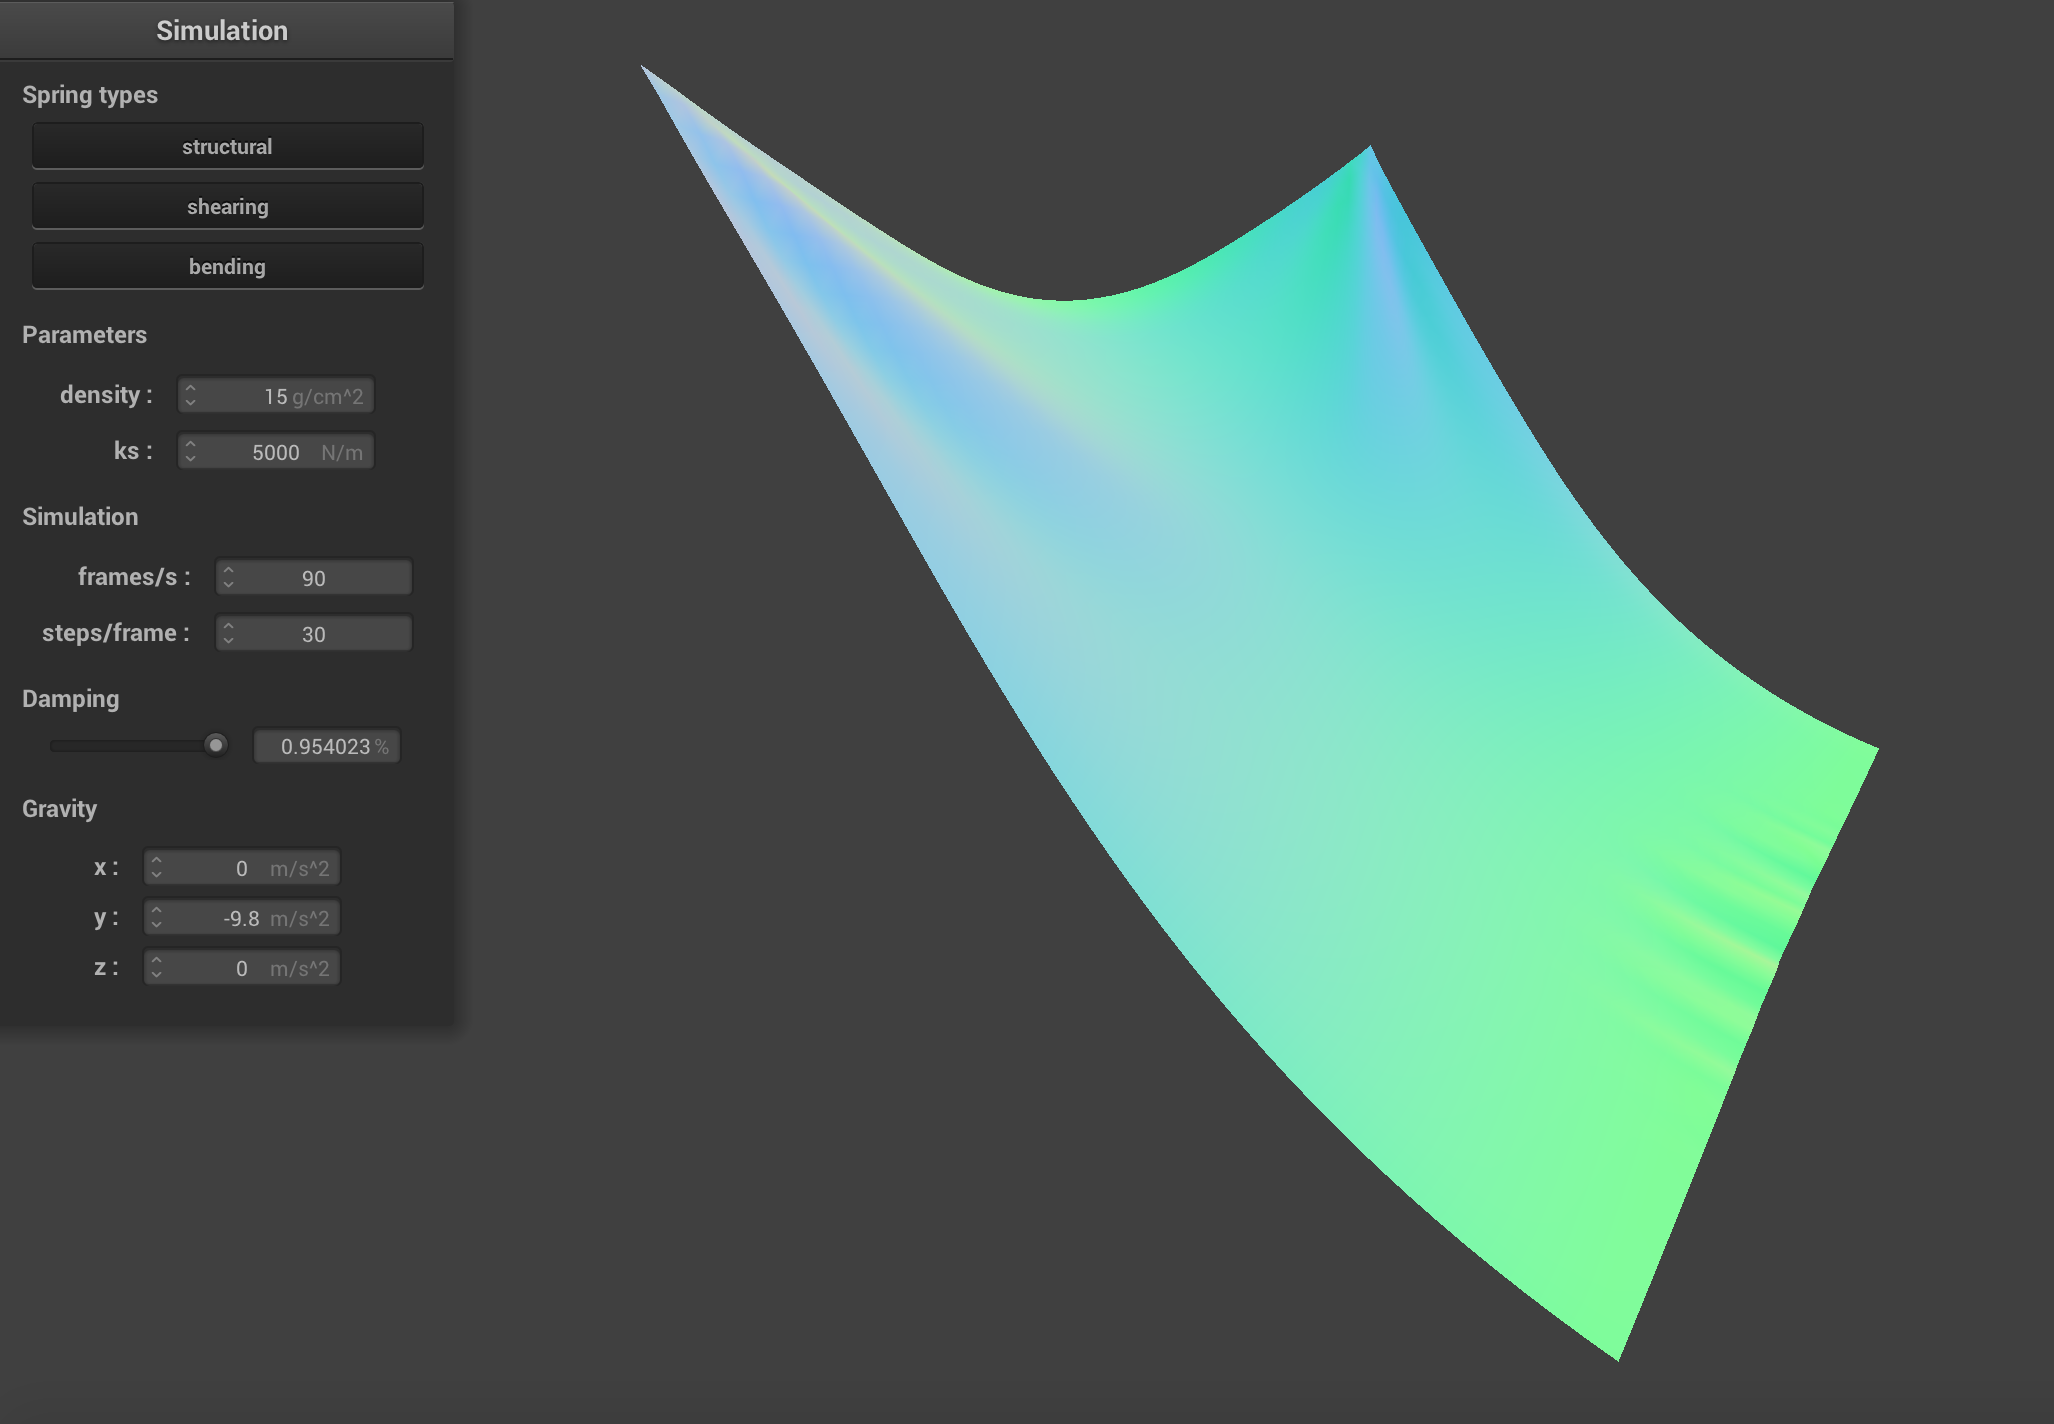 Simulation
Spring types
structural
shearing
bending
Parameters
density : 15 g/cm^2
ks : 5000 N/m
Simulation
frames/s : 90
steps/frame : 30
Damping
0.954023 %
Gravity
x : 0 m/s^2
y : -9.8 m/s^2
z : 0 m/s^2